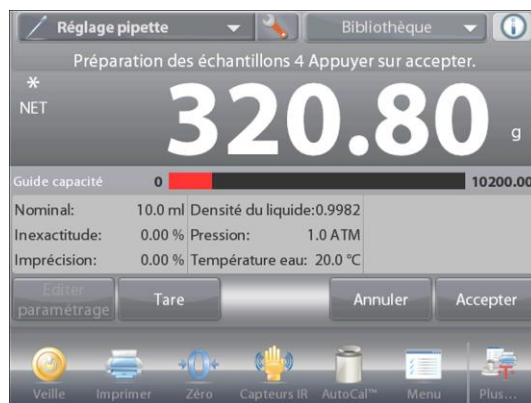 Réglage pipette
Bibliothèque
Préparation des échantillons 4 Appuyer sur accepter.
*
NET
320.80 g
Guide capacité 0 10200.00
Nominal: 10.0 ml Densité du liquide:0.9982
Inexactitude: 0.00 % Pression: 1.0 ATM
Imprécision: 0.00 % Température eau: 20.0 °C
Editer
paramétrage
Tare
Annuler
Accepter
Veille
Imprimer
→0←
Zéro
Capteurs IR
AutoCal™
Menu
Plus...